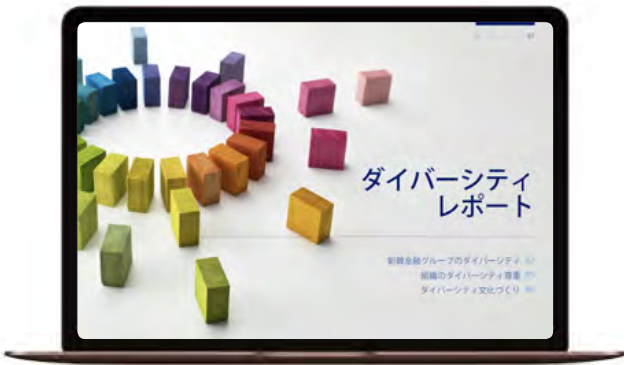 ダイバーシティ
レポート
新韓金融グループのダイバーシティ
組織のダイバーシティ尊重
ダイバーシティ文化づくり